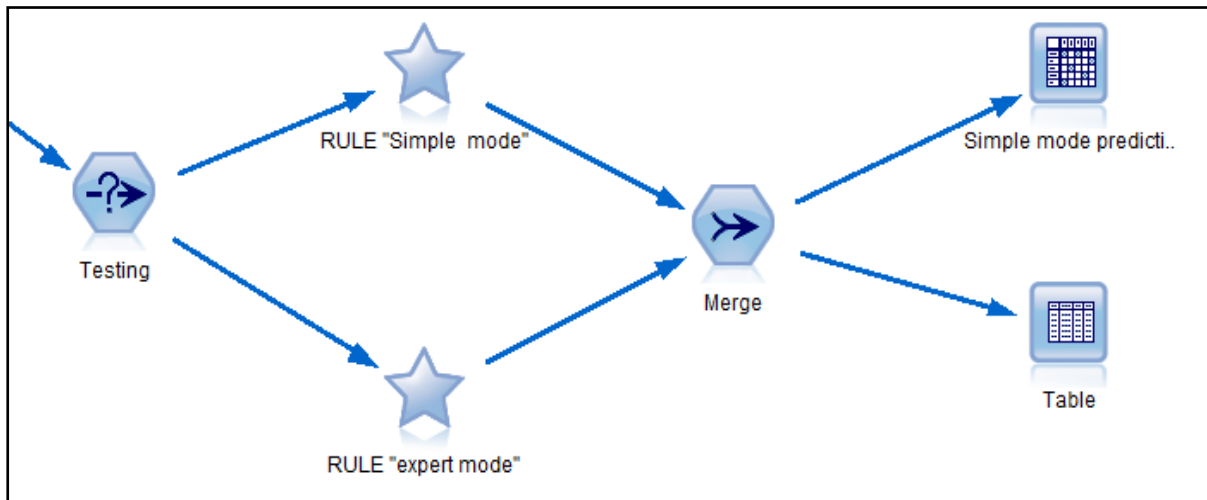 RULE "Simple  mode"
Simple mode predicti..
Testing
Merge
Table
RULE "expert mode"